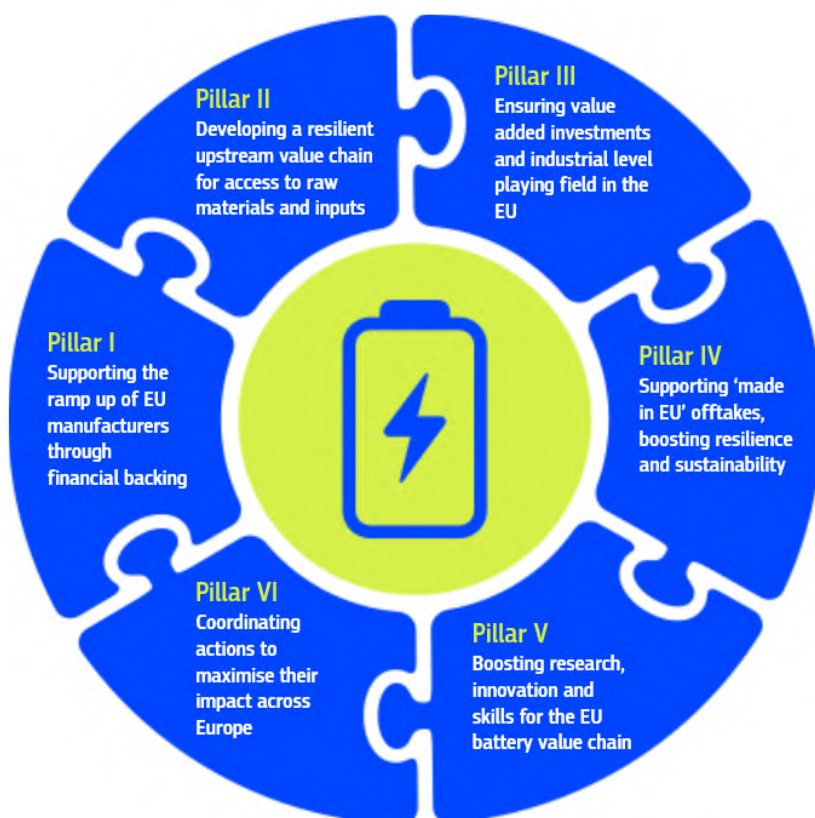 Pillar I
Supporting the
ramp up of EU
manufacturers
through
financial backing
Pillar II
Developing a resilient
upstream value chain
for access to raw
materials and inputs
Pillar III
Ensuring value
added investments
and industrial level
playing field in the
EU
Pillar IV
Supporting ‘made
in EU’ offtakes,
boosting resilience
and sustainability
Pillar V
Boosting research,
innovation and
skills for the EU
battery value chain
Pillar VI
Coordinating
actions to
maximise their
impact across
Europe